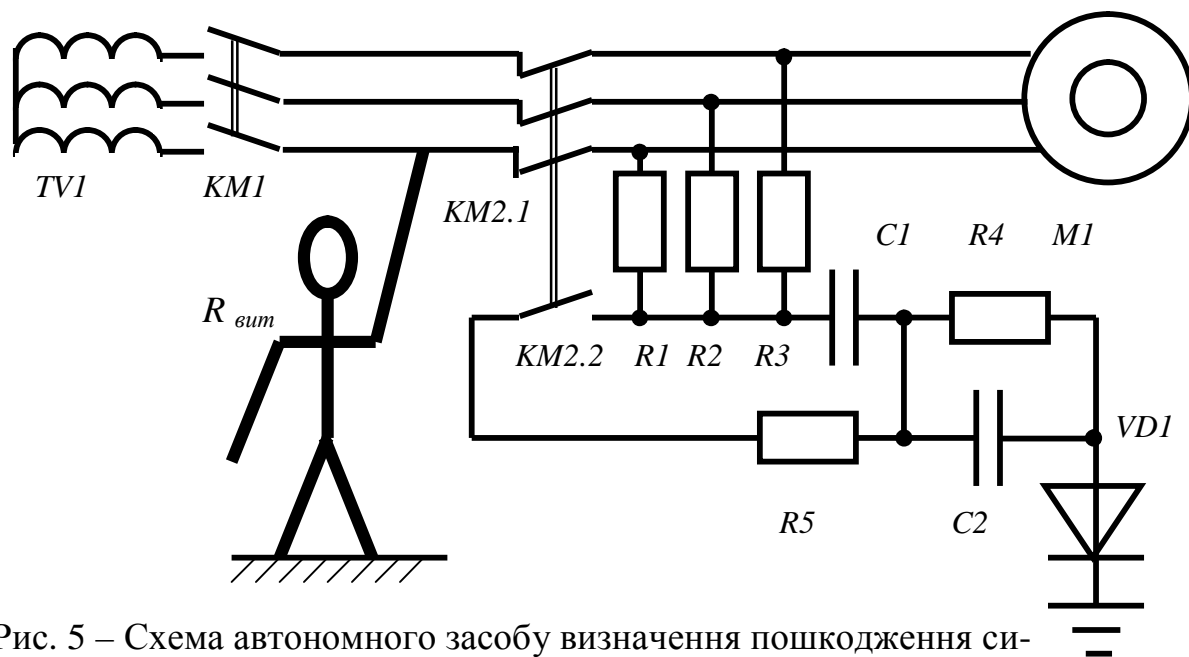 TV1 KM1 KM2.1 C1 R4 M1
R вит
KM2.2 R1 R2 R3
VD1
R5 C2
Рис. 5 – Схема автономного засобу визначення пошкодження си-